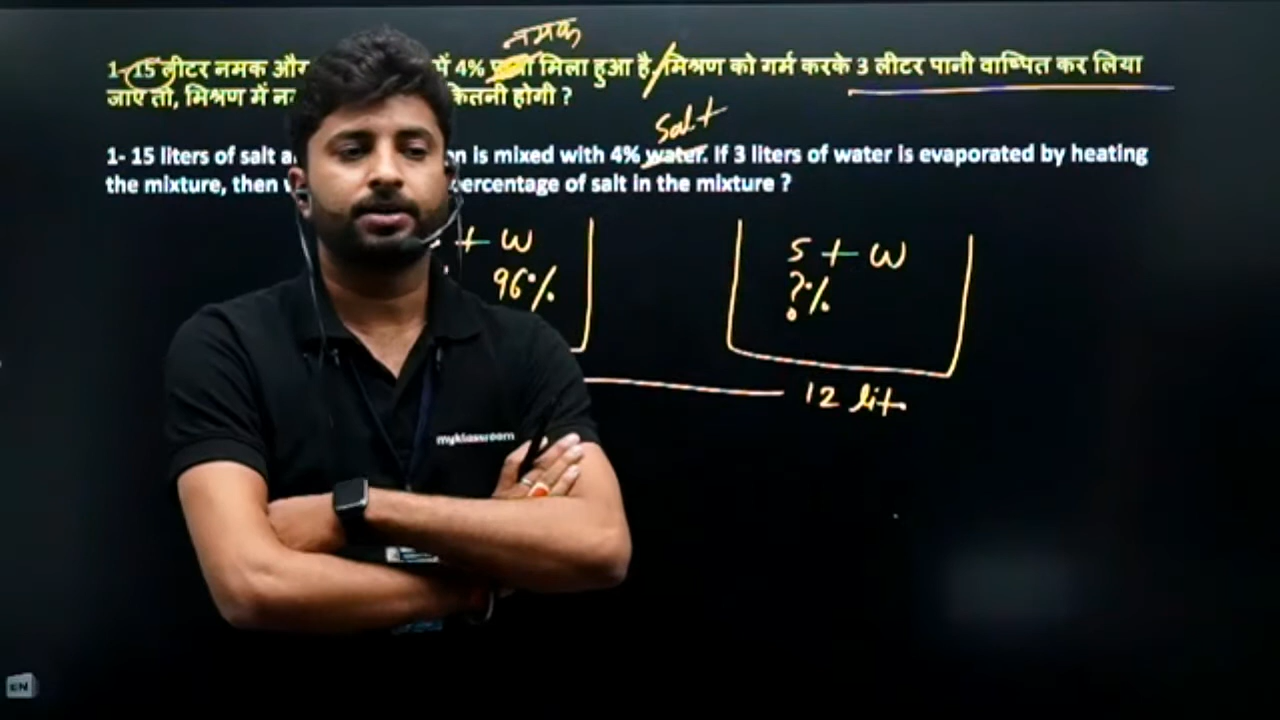 नमक
1- 15 लीटर नमक और में 4% मिला हुआ है, मिश्रण को गर्म करके 3 लीटर पानी वाष्पित कर लिया
जाए तो, मिश्रण में कितनी होगी ?
Salt
1- 15 liters of salt is mixed with 4% water. If 3 liters of water is evaporated by heating
the mixture, then percentage of salt in the mixture ?
+ W
96%
S + W
?%
12 lit.
myklassroom
EN